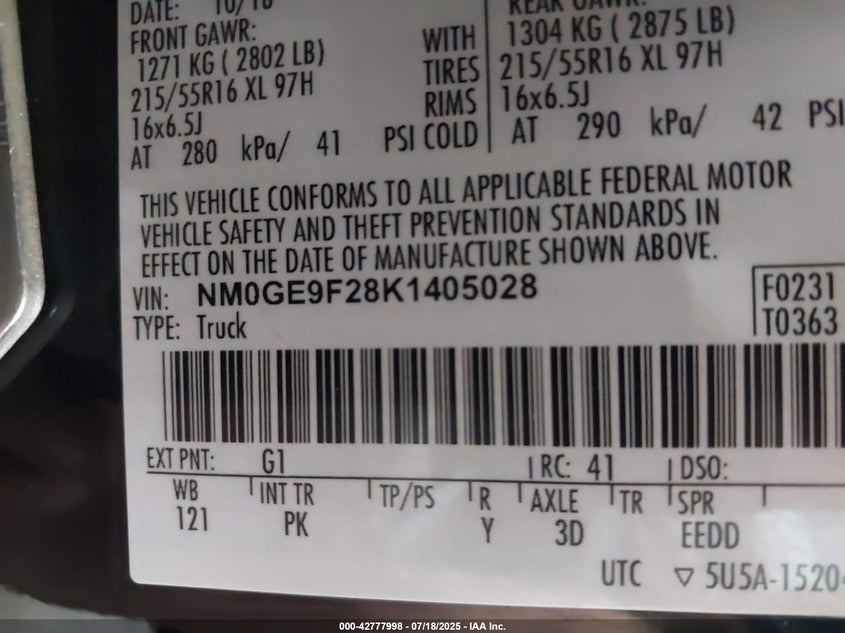 DATE: 10/18
FRONT GAWR:
1271 KG ( 2802 LB)
215/55R16 XL 97H
16x6.5J
AT 280 kPa/ 41 PSI COLD
WITH
TIRES
RIMS
REAR GAWR:
1304 KG ( 2875 LB)
215/55R16 XL 97H
16x6.5J
AT 290 kPa/ 42 PSI
THIS VEHICLE CONFORMS TO ALL APPLICABLE FEDERAL MOTOR
VEHICLE SAFETY AND THEFT PREVENTION STANDARDS IN
EFFECT ON THE DATE OF MANUFACTURE SHOWN ABOVE.
VIN: NM0GE9F28K1405028
TYPE: Truck
F0231
T0363
EXT PNT: G1 RC: 41 DSO:
WB INT TR TP/PS R AXLE TR SPR
121 PK Y 3D EEDD
UTC ▽ 5U5A-15204
000-42777998 | 07/18/2025 - IAA Inc.